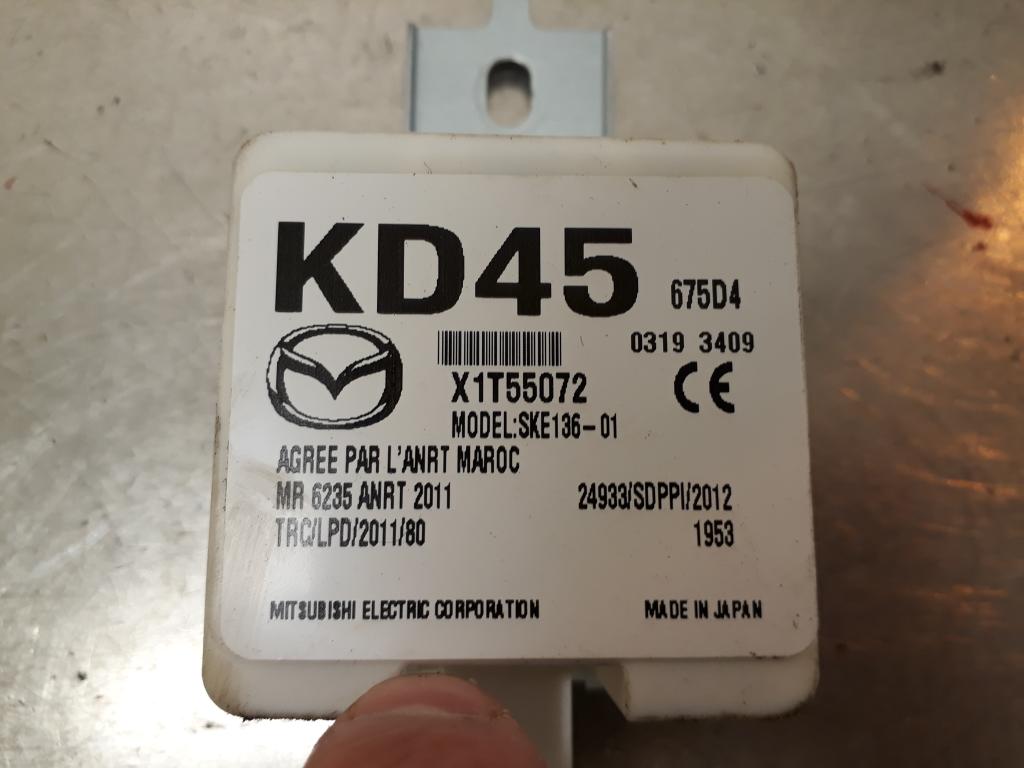 KD45 675D4
0319 3409
X1T55072
CE
MODEL:SKE136-01
AGREE PAR L'ANRT MAROC
MR 6235 ANRT 2011 24933/SDPPI/2012
TRC/LPD/2011/80 1953
MITSUBISHI ELECTRIC CORPORATION MADE IN JAPAN